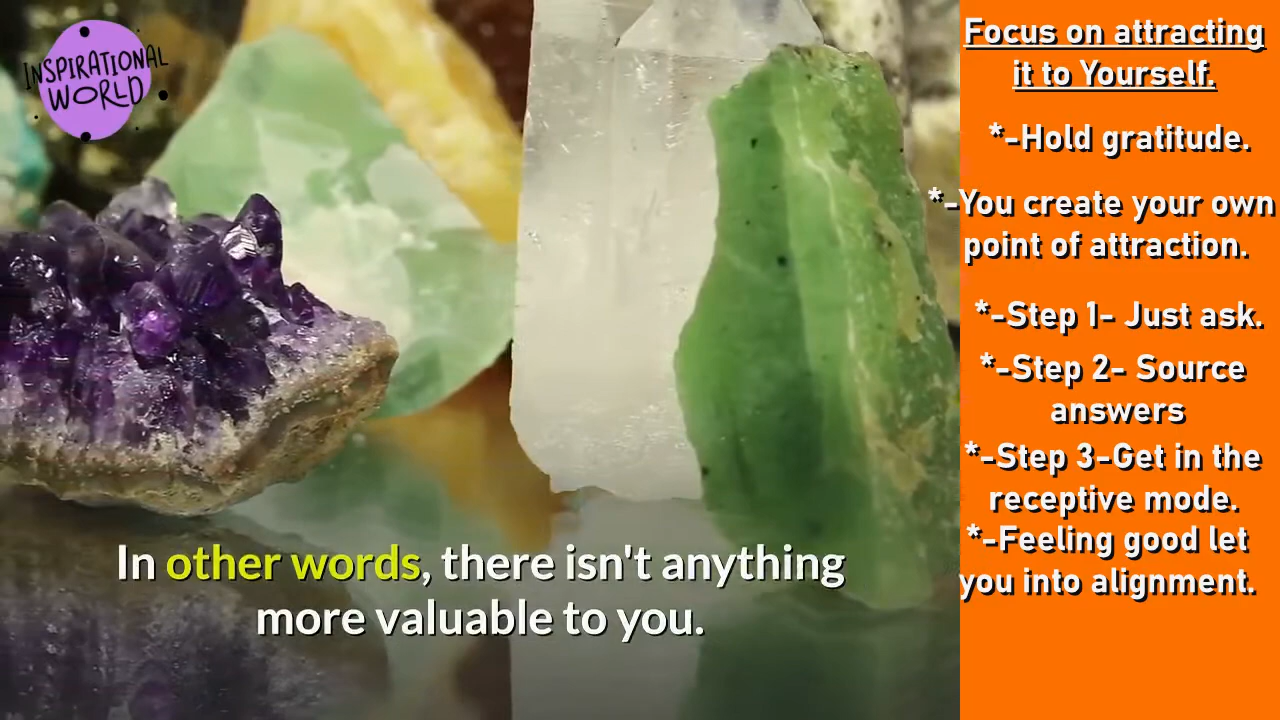 INSPIRATIONAL
WORLD
Focus on attracting
it to Yourself.
*-Hold gratitude.
*-You create your own
point of attraction.
*-Step 1- Just ask.
*-Step 2- Source
answers
*-Step 3-Get in the
receptive mode.
*-Feeling good let
you into alignment.
In other words, there isn't anything
more valuable to you.